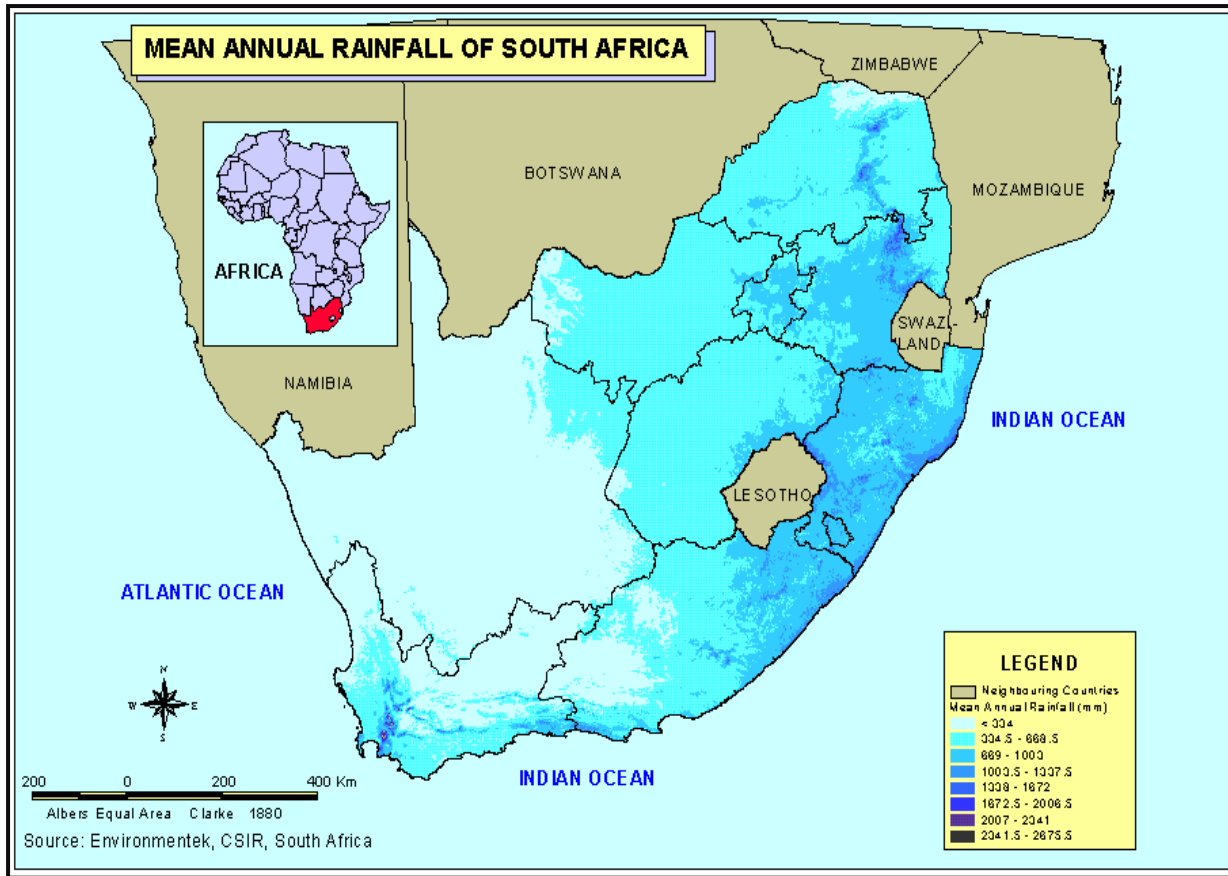 MEAN ANNUAL RAINFALL OF SOUTH AFRICA
ZIMBABWE
BOTSWANA
MOZAMBIQUE
AFRICA
SWAZI-
LAND
NAMIBIA
INDIAN OCEAN
LESOTHO
ATLANTIC OCEAN
N
W E
S
INDIAN OCEAN
LEGEND
Neighbouring Countries
Mean Annual Rainfall (mm)
< 334
334.5 - 668.5
669 - 1003
1003.5 - 1337.5
1338 - 1672
1672.5 - 2006.5
2007 - 2341
2341.5 - 2675.5
200 0 200 400 Km
Albers Equal Area Clarke 1880
Source: Environmentek, CSIR, South Africa